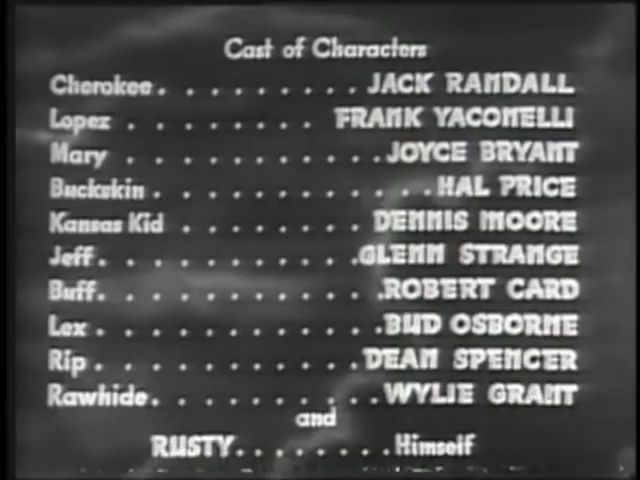 Cast of Characters
Cherokee. . . . . . . . . JACK RANDALL
Lopez . . . . . . . . FRANK YACONELLI
Mary . . . . . . . . . . JOYCE BRYANT
Buckskin . . . . . . . . . . . HAL PRICE
Kansas Kid . . . . . . . DENNIS MOORE
Jeff. . . . . . . . . . . GLENN STRANGE
Buff. . . . . . . . . . . . ROBERT CARD
Lex . . . . . . . . . . . . BUD OSBORNE
Rip . . . . . . . . . . . DEAN SPENCER
Rawhide. . . . . . . . . WYLIE GRANT
and
RUSTY. . . . . . . . Himself